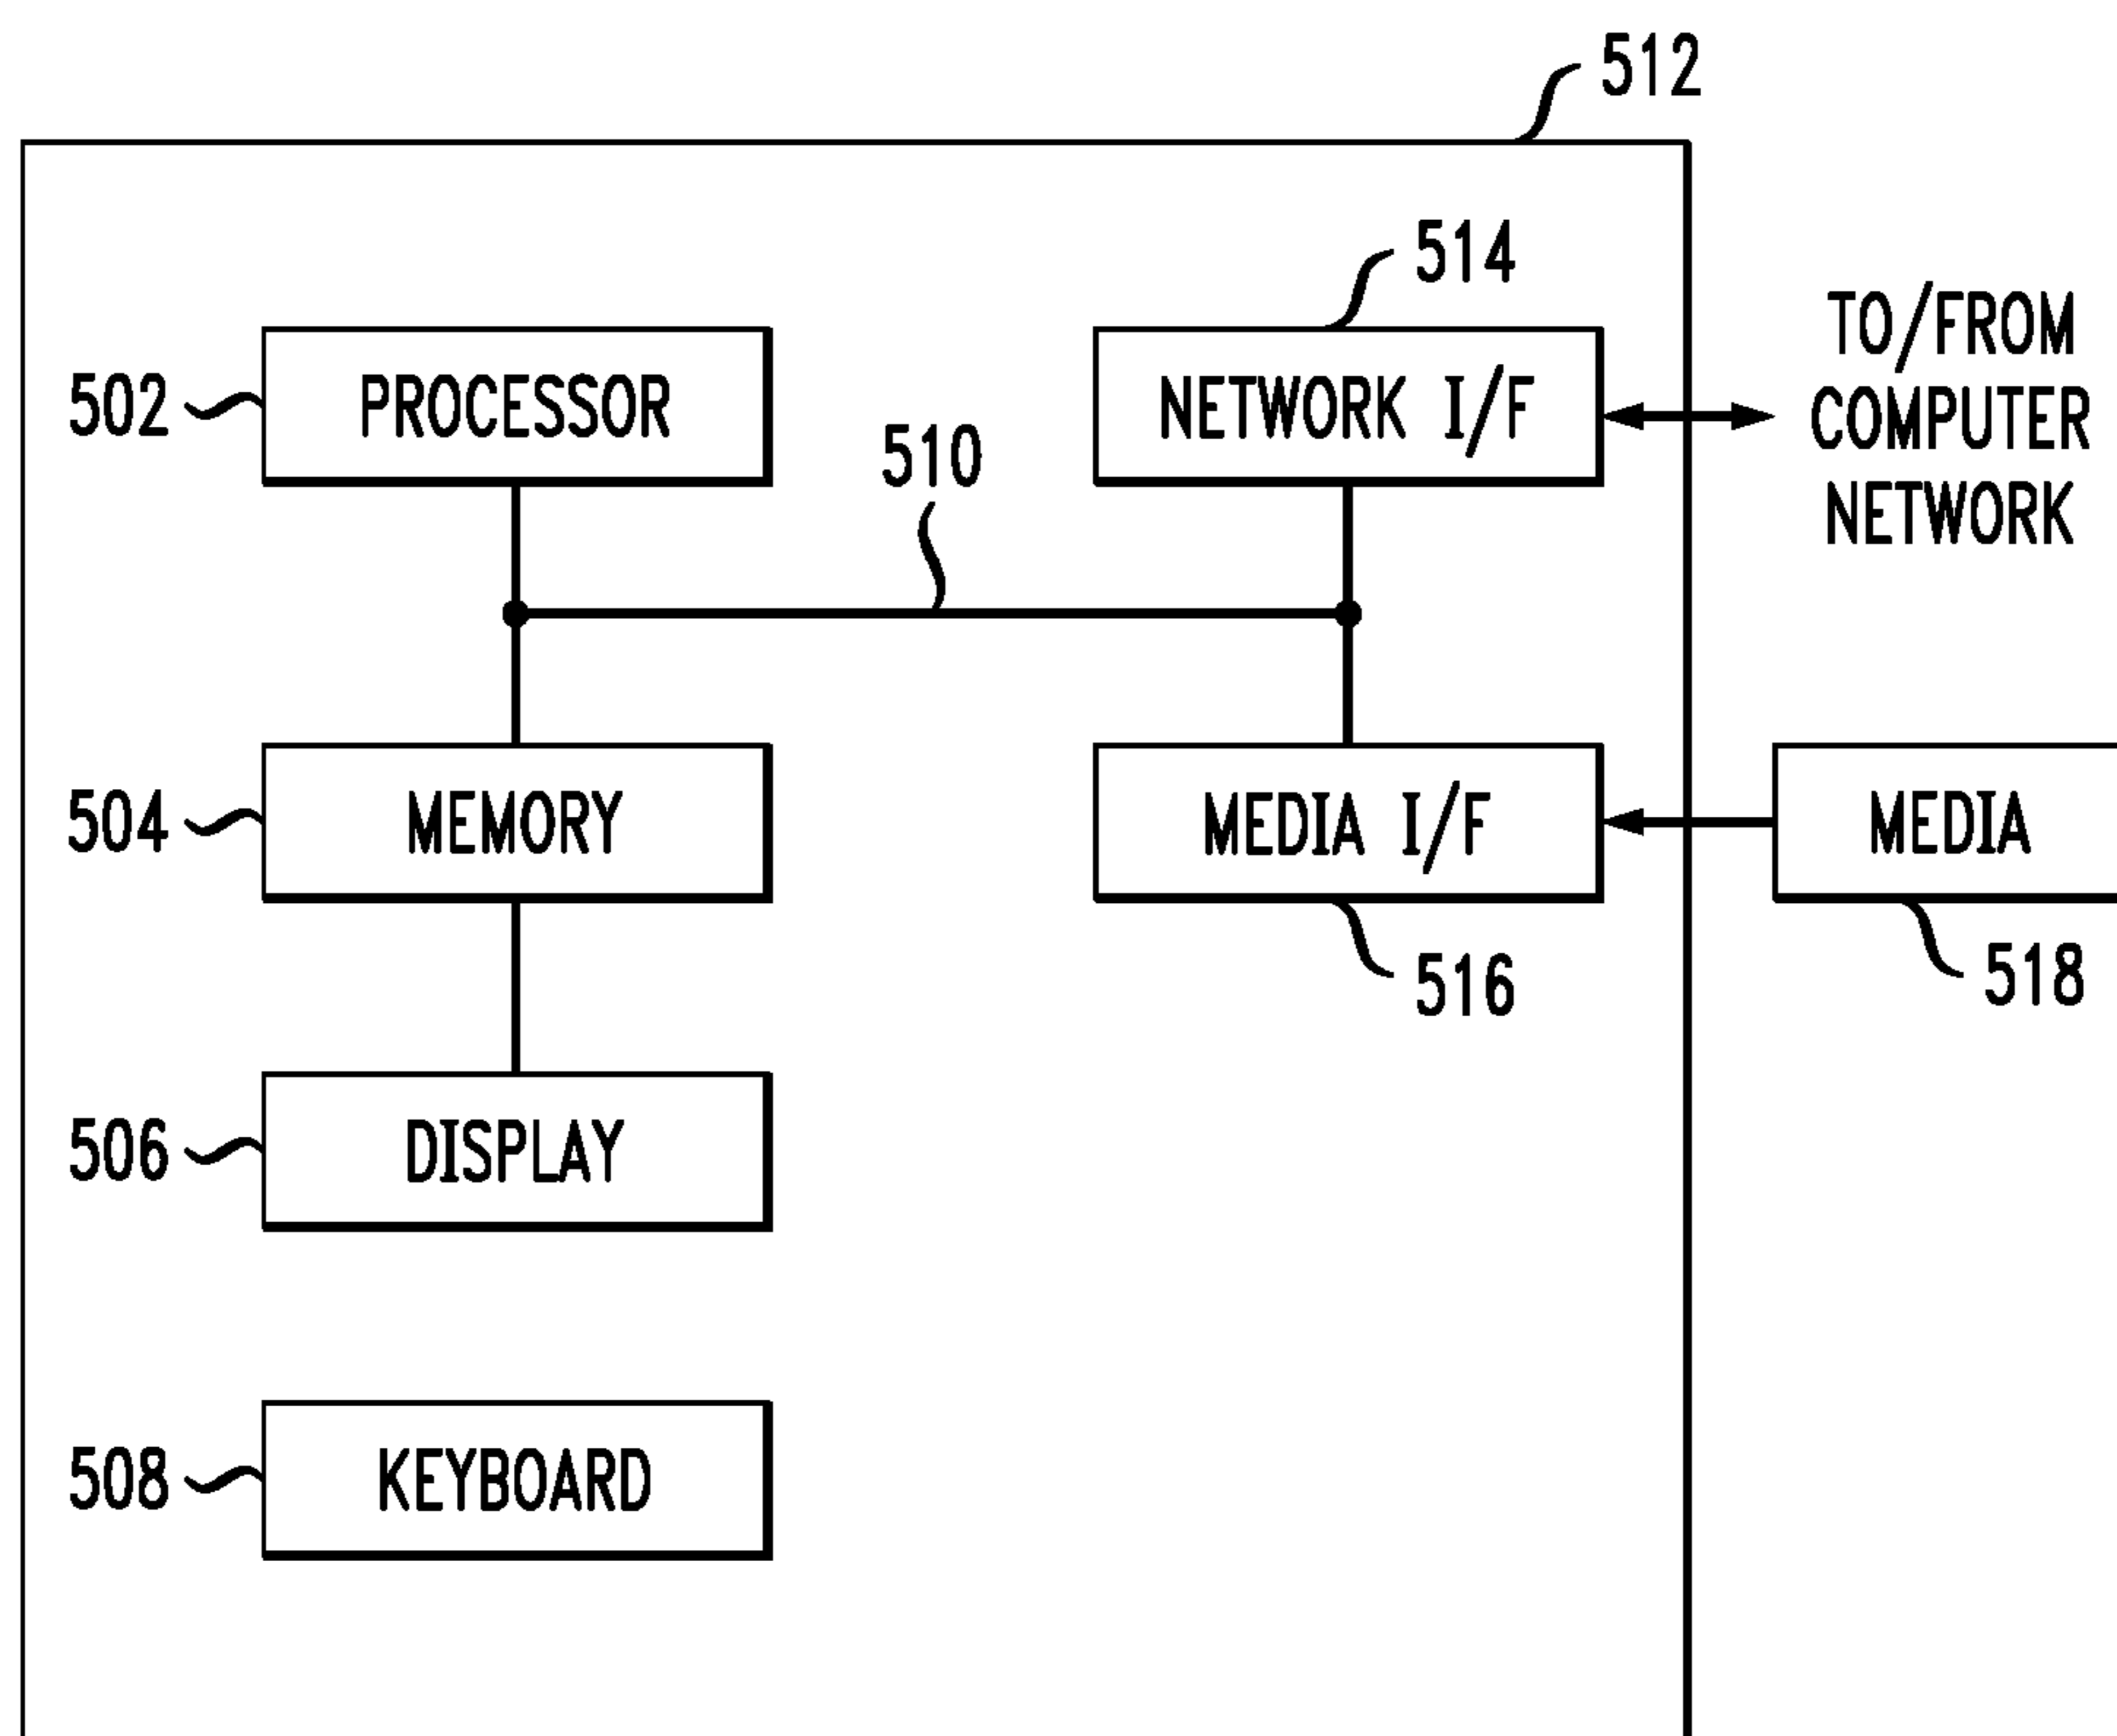 512
514
TO/FROM
COMPUTER
NETWORK
502
PROCESSOR
NETWORK I/F
510
504
MEMORY
MEDIA I/F
MEDIA
516
518
506
DISPLAY
508
KEYBOARD